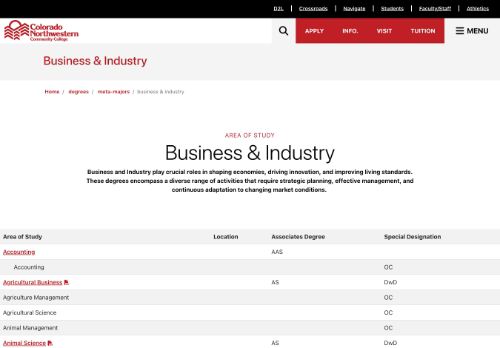 D2L Crossroads Navigate Students Faculty/Staff Athletics
Colorado
Northwestern
Community College
APPLY INFO. VISIT TUITION MENU
Business & Industry
Home / degrees / meta-majors / Business & Industry
AREA OF STUDY
Business & Industry
Business and Industry play crucial roles in shaping economies, driving innovation, and improving living standards.
These degrees encompass a diverse range of activities that require strategic planning, effective management, and
continuous adaptation to changing market conditions.
Area of Study Location Associates Degree Special Designation
Accounting AAS
Accounting OC
Agricultural Business AS DwD
Agriculture Management OC
Agricultural Science OC
Animal Management OC
Animal Science AS DwD